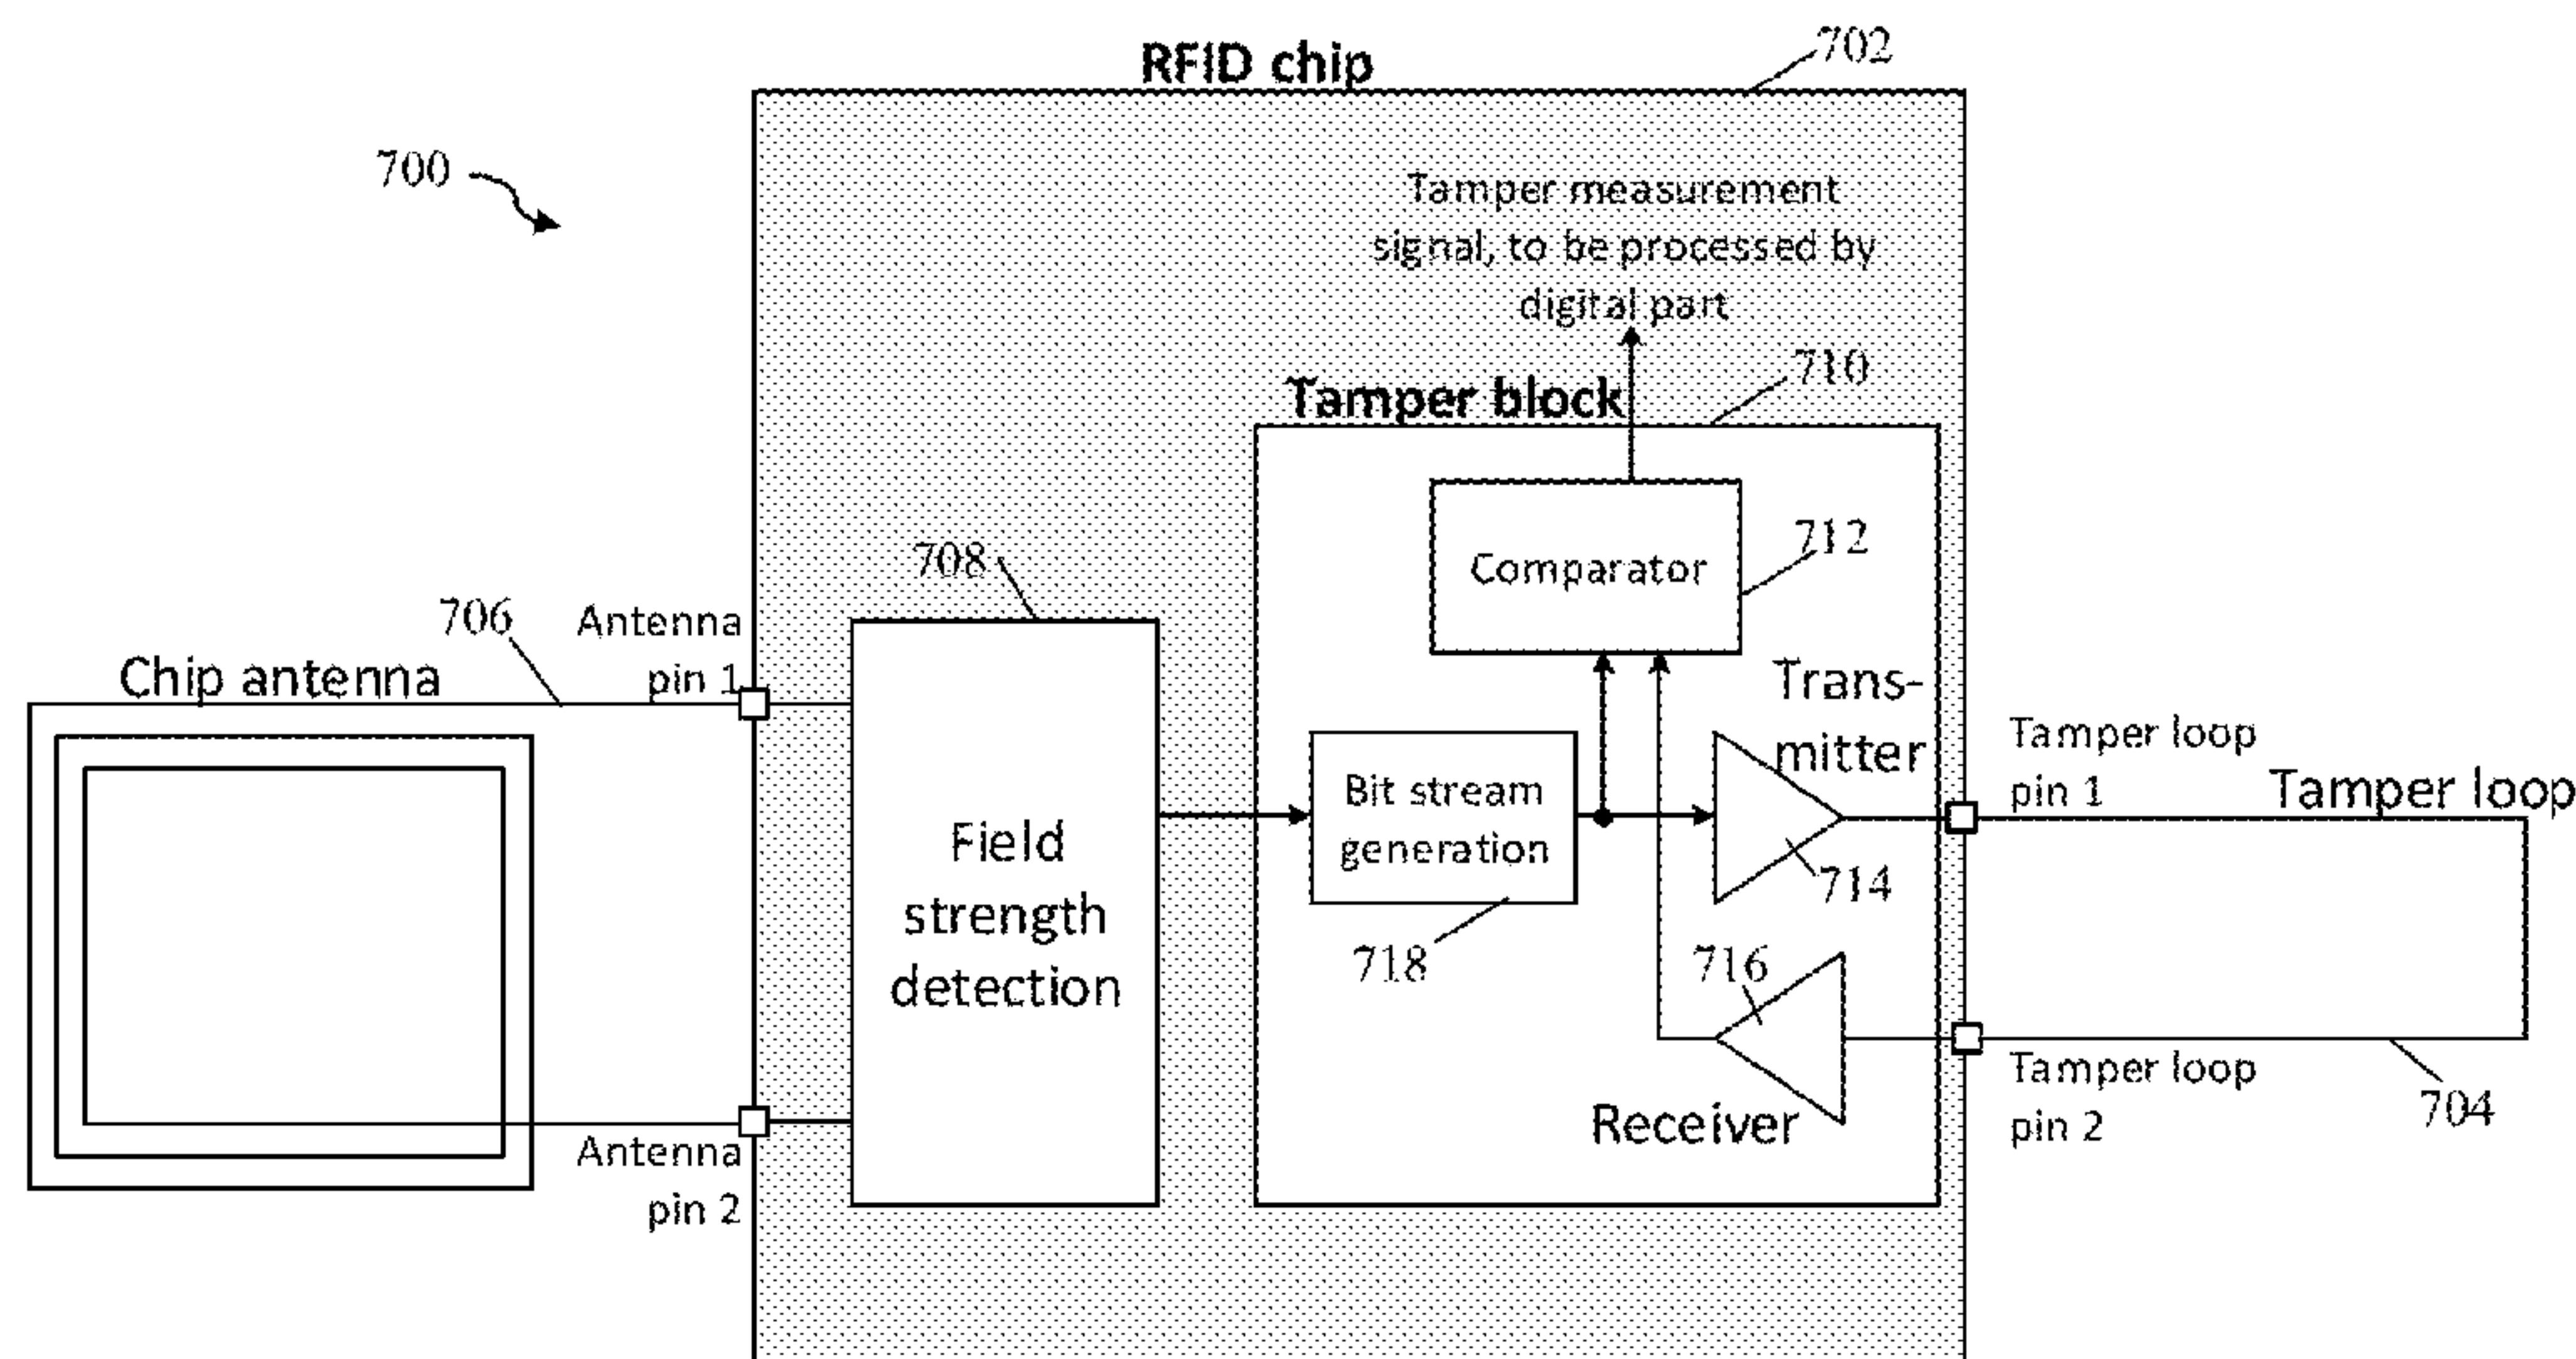 RFID chip
702
700
Tamper measurement
signal, to be processed by
digital part
710
Tamper block
712
Comparator
708
706
Antenna
pin 1
Chip antenna
Trans-
mitter
Tamper loop
pin 1
Tamper loop
Bit stream
generation
Field
strength
detection
714
718
716
Receiver
Tamper loop
pin 2
704
Antenna
pin 2